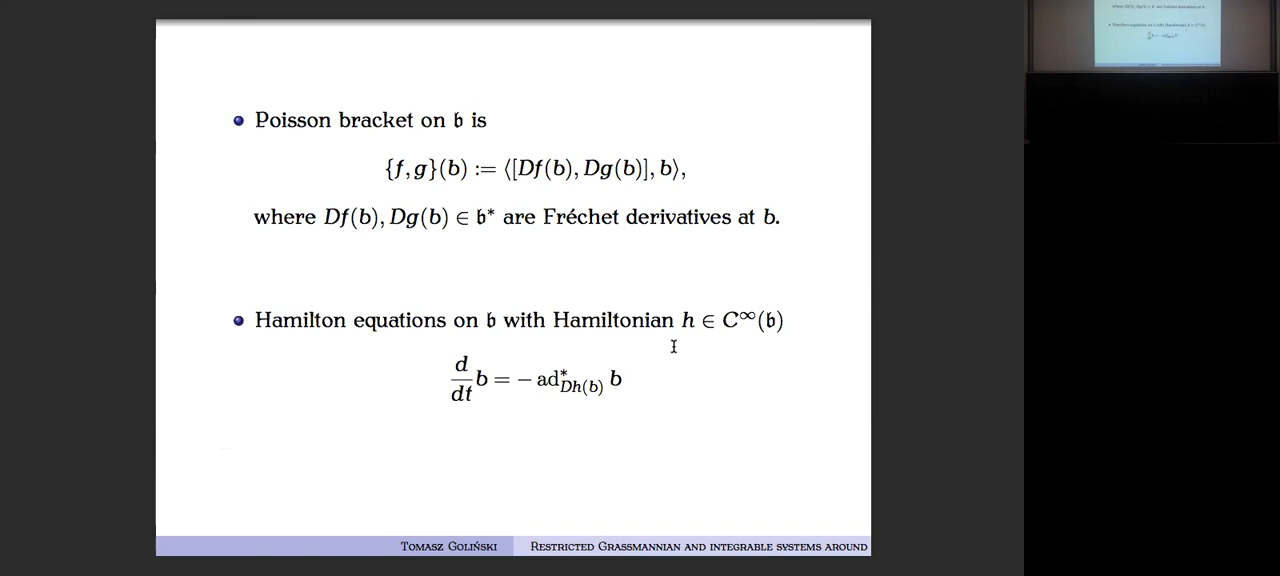 Poisson bracket on 𝔟 is
{f, g}(b) := ⟨[Df(b), Dg(b)], b⟩,
where Df(b), Dg(b) ∈ 𝔟* are Fréchet derivatives at b.
Hamilton equations on 𝔟 with Hamiltonian h ∈ C^∞(𝔟)
d/dt b = − ad*_{Dh(b)} b
Tomasz Goliński Restricted Grassmannian and integrable systems around